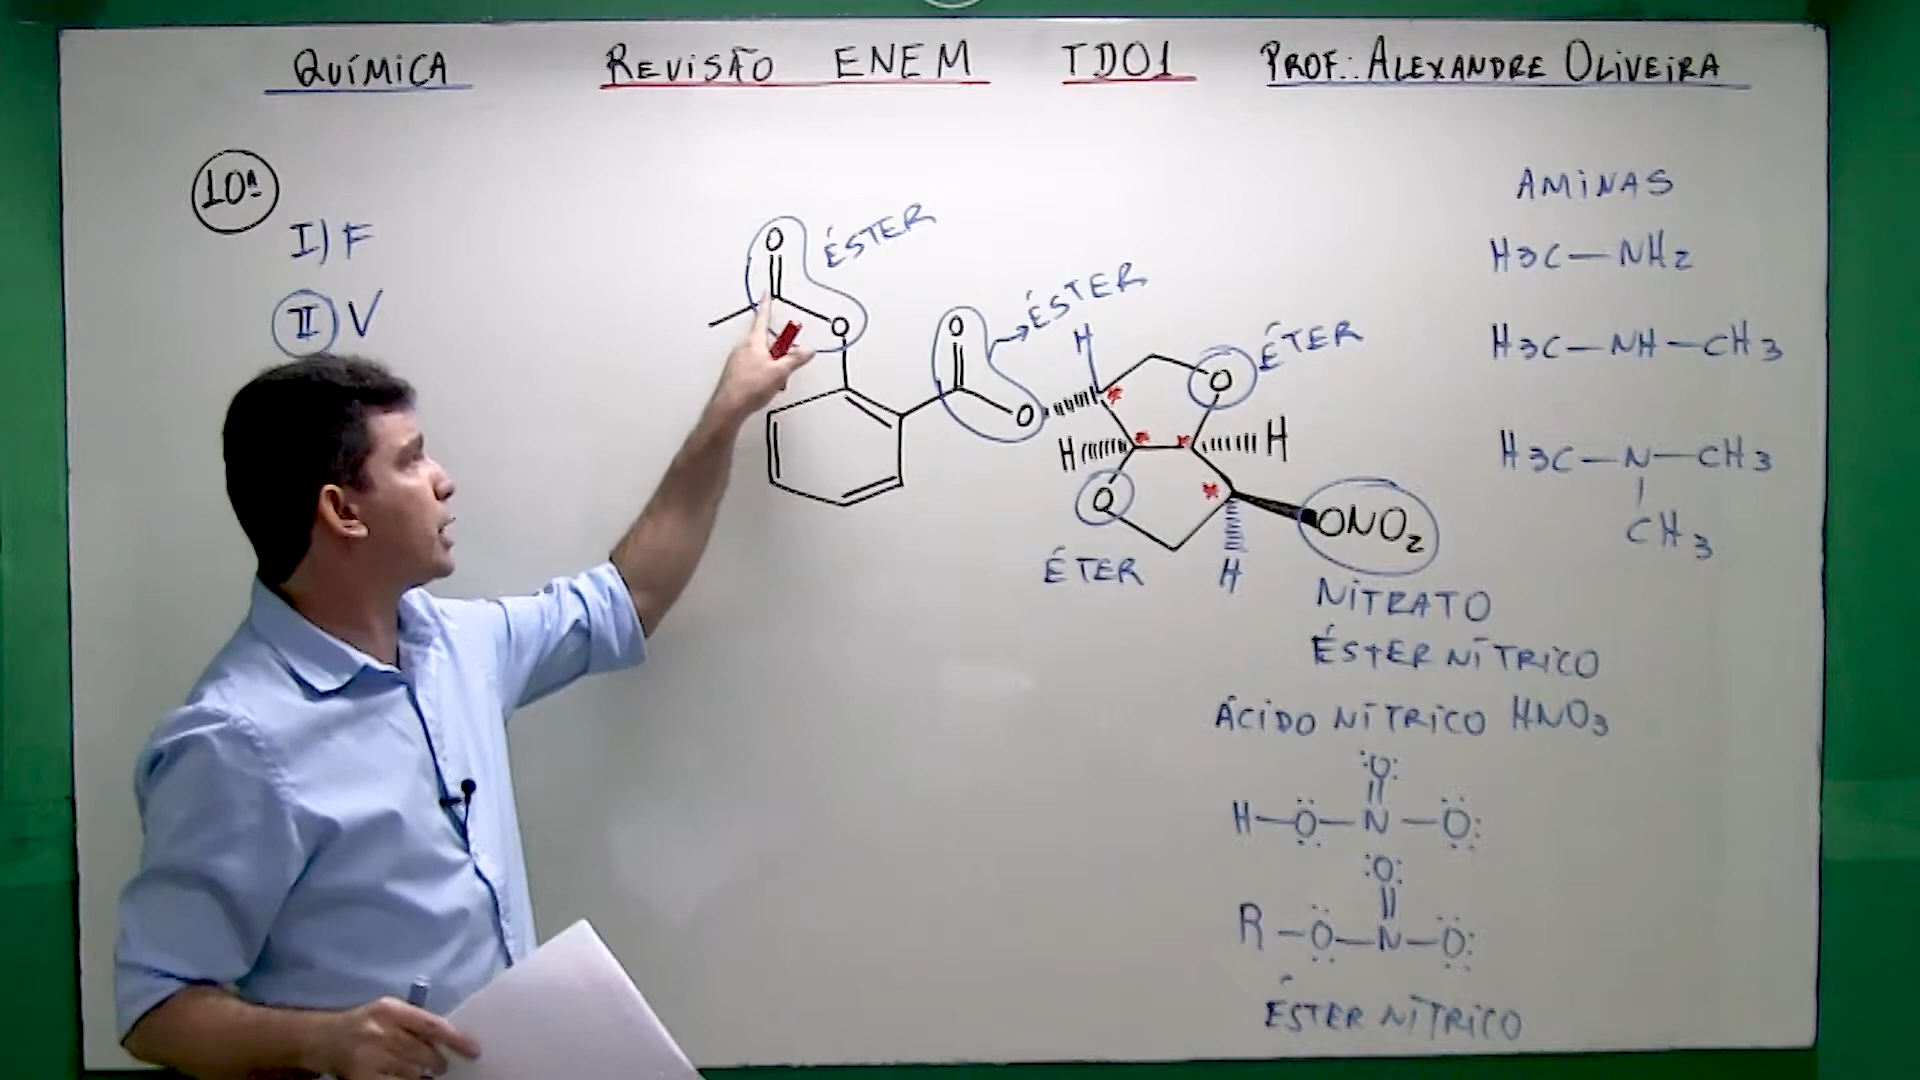 QUÍMICA REVISÃO ENEM TD01 PROF.: ALEXANDRE OLIVEIRA
10ª
I) F
II) V
O
ÉSTER
O
O
ÉSTER
O
H
O
ÉTER
H
H
O
ONO2
ÉTER
H
NITRATO
ÉSTER NÍTRICO
ÁCIDO NÍTRICO HNO3
O
H—O—N—O
O
R—O—N—O
ÉSTER NÍTRICO
AMINAS
H3C—NH2
H3C—NH—CH3
H3C—N—CH3
CH3